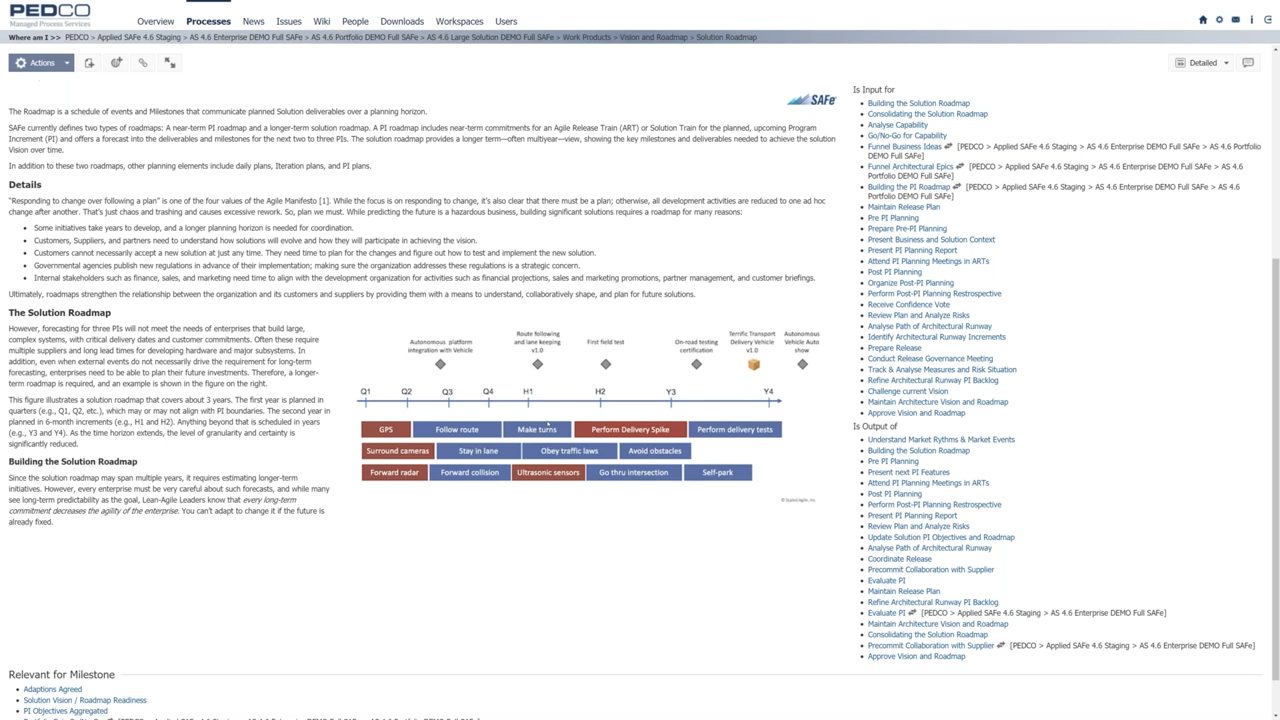 PEDCO
Managed Process Services
Overview Processes News Issues Wiki People Downloads Workspaces Users
Where am I >> PEDCO > Applied SAFe 4.6 Staging > AS 4.6 Enterprise DEMO Full SAFe > AS 4.6 Portfolio DEMO Full SAFe > AS 4.6 Large Solution DEMO Full SAFe > Work Products > Vision and Roadmap > Solution Roadmap
Actions
Detailed
The Roadmap is a schedule of events and Milestones that communicate planned Solution deliverables over a planning horizon.
SAFe
SAFe currently defines two types of roadmaps: A near-term PI roadmap and a longer-term solution roadmap. A PI roadmap includes near-term commitments for an Agile Release Train (ART) or Solution Train for the planned, upcoming Program
Increment (PI) and offers a forecast into the deliverables and milestones for the next two to three PIs. The solution roadmap provides a longer term—often multiyear—view, showing the key milestones and deliverables needed to achieve the solution
Vision over time.
In addition to these two roadmaps, other planning elements include daily plans, Iteration plans, and PI plans.
Details
"Responding to change over following a plan" is one of the four values of the Agile Manifesto [1]. While the focus is on responding to change, it's also clear that there must be a plan; otherwise, all development activities are reduced to one ad hoc
change after another. That's just chaos and trashing and causes excessive rework. So, plan we must. While predicting the future is a hazardous business, building significant solutions requires a roadmap for many reasons:
• Some initiatives take years to develop, and a longer planning horizon is needed for coordination.
• Customers, Suppliers, and partners need to understand how solutions will evolve and how they will participate in achieving the vision.
• Customers cannot necessarily accept a new solution at just any time. They need time to plan for the changes and figure out how to test and implement the new solution.
• Governmental agencies publish new regulations in advance of their implementation; making sure the organization addresses these regulations is a strategic concern.
• Internal stakeholders such as finance, sales, and marketing need time to align with the development organization for activities such as financial projections, sales and marketing promotions, partner management, and customer briefings.
Ultimately, roadmaps strengthen the relationship between the organization and its customers and suppliers by providing them with a means to understand, collaboratively shape, and plan for future solutions.
The Solution Roadmap
However, forecasting for three PIs will not meet the needs of enterprises that build large,
complex systems, with critical delivery dates and customer commitments. Often these require
multiple suppliers and long lead times for developing hardware and major subsystems. In
addition, even when external events do not necessarily drive the requirement for long-term
forecasting, enterprises need to be able to plan their future investments. Therefore, a longer-
term roadmap is required, and an example is shown in the figure on the right.
This figure illustrates a solution roadmap that covers about 3 years. The first year is planned in
quarters (e.g., Q1, Q2, etc.), which may or may not align with PI boundaries. The second year in
planned in 6-month increments (e.g., H1 and H2). Anything beyond that is scheduled in years
(e.g., Y3 and Y4). As the time horizon extends, the level of granularity and certainty is
significantly reduced.
Building the Solution Roadmap
Since the solution roadmap may span multiple years, it requires estimating longer-term
initiatives. However, every enterprise must be very careful about such forecasts, and while many
see long-term predictability as the goal, Lean-Agile Leaders know that every long-term
commitment decreases the agility of the enterprise. You can't adapt to change it if the future is
already fixed.
Autonomous platform
integration with Vehicle
Route following
and lane keeping
v1.0
First field test
On-road testing
certification
Terrific Transport
Delivery Vehicle
v1.0
Autonomous
Vehicle Auto
show
Q1 Q2 Q3 Q4 H1 H2 Y3 Y4
GPS Follow route Make turns Perform Delivery Spike Perform delivery tests
Surround cameras Stay in lane Obey traffic laws Avoid obstacles
Forward radar Forward collision Ultrasonic sensors Go thru intersection Self-park
© Scaled Agile, Inc.
Is Input for
• Building the Solution Roadmap
• Consolidating the Solution Roadmap
• Analyse Capability
• Go/No-Go for Capability
• Funnel Business Ideas [PEDCO > Applied SAFe 4.6 Staging > AS 4.6 Enterprise DEMO Full SAFe > AS 4.6 Portfolio
DEMO Full SAFe]
• Funnel Architectural Epics [PEDCO > Applied SAFe 4.6 Staging > AS 4.6 Enterprise DEMO Full SAFe > AS 4.6
Portfolio DEMO Full SAFe]
• Building the PI Roadmap [PEDCO > Applied SAFe 4.6 Staging > AS 4.6 Enterprise DEMO Full SAFe > AS 4.6
Portfolio DEMO Full SAFe]
• Maintain Release Plan
• Pre PI Planning
• Prepare Pre-PI Planning
• Present Business and Solution Context
• Present PI Planning Report
• Attend PI Planning Meetings in ARTs
• Post PI Planning
• Organize Post-PI Planning
• Perform Post-PI Planning Restrospective
• Receive Confidence Vote
• Review Plan and Analyze Risks
• Analyse Path of Architectural Runway
• Identify Architectural Runway Increments
• Prepare Release
• Conduct Release Governance Meeting
• Track & Analyse Measures and Risk Situation
• Refine Architectural Runway PI Backlog
• Challenge current Vision
• Maintain Architecture Vision and Roadmap
• Approve Vision and Roadmap
Is Output of
• Understand Market Rythms & Market Events
• Building the Solution Roadmap
• Pre PI Planning
• Present next PI Features
• Attend PI Planning Meetings in ARTs
• Post PI Planning
• Perform Post-PI Planning Restrospective
• Present PI Planning Report
• Review Plan and Analyze Risks
• Update Solution PI Objectives and Roadmap
• Analyse Path of Architectural Runway
• Coordinate Release
• Precommit Collaboration with Supplier
• Evaluate PI
• Maintain Release Plan
• Refine Architectural Runway PI Backlog
• Evaluate PI [PEDCO > Applied SAFe 4.6 Staging > AS 4.6 Enterprise DEMO Full SAFe]
• Maintain Architecture Vision and Roadmap
• Consolidating the Solution Roadmap
• Precommit Collaboration with Supplier [PEDCO > Applied SAFe 4.6 Staging > AS 4.6 Enterprise DEMO Full SAFe]
• Approve Vision and Roadmap
Relevant for Milestone
• Adaptions Agreed
• Solution Vision / Roadmap Readiness
• PI Objectives Aggregated